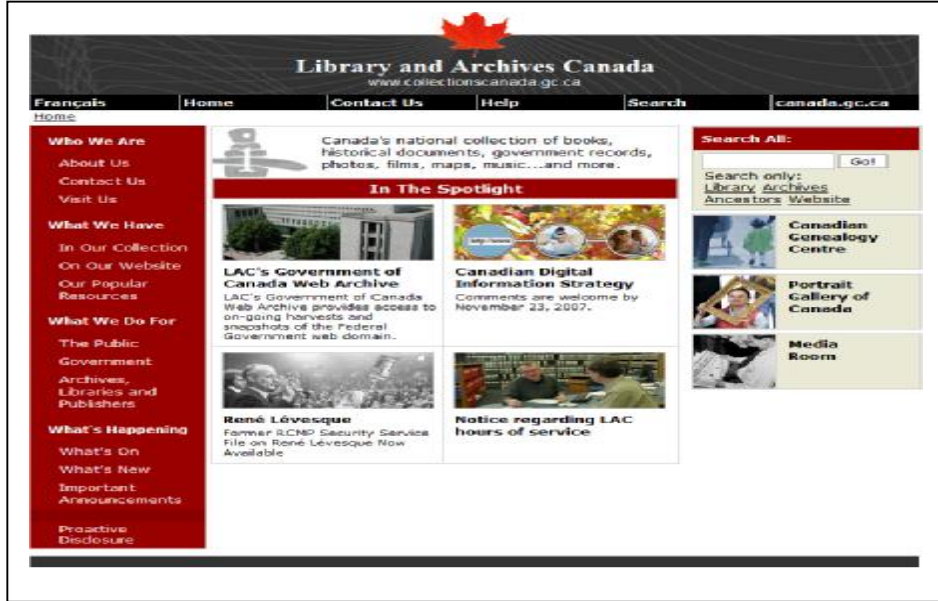 Library and Archives Canada
www.collectionscanada.gc.ca
Français Home Contact Us Help Search canada.gc.ca
Home
Who We Are
About Us
Contact Us
Visit Us
What We Have
In Our Collection
On Our Website
Our Popular
Resources
What We Do For
The Public
Government
Archives,
Libraries and
Publishers
What's Happening
What's On
What's New
Important
Announcements
Proactive
Disclosure
Canada's national collection of books,
historical documents, government records,
photos, films, maps, music...and more.
In The Spotlight
LAC's Government of
Canada Web Archive
LAC's Government of Canada
Web Archive provides access to
on-going harvests and
snapshots of the Federal
Government web domain.
http://www
Canadian Digital
Information Strategy
Comments are welcome by
November 23, 2007.
René Lévesque
Former RCMP Security Service
File on René Lévesque Now
Available
Notice regarding LAC
hours of service
Search All:
Go!
Search only:
Library Archives
Ancestors Website
Canadian
Genealogy
Centre
Portrait
Gallery of
Canada
Media
Room